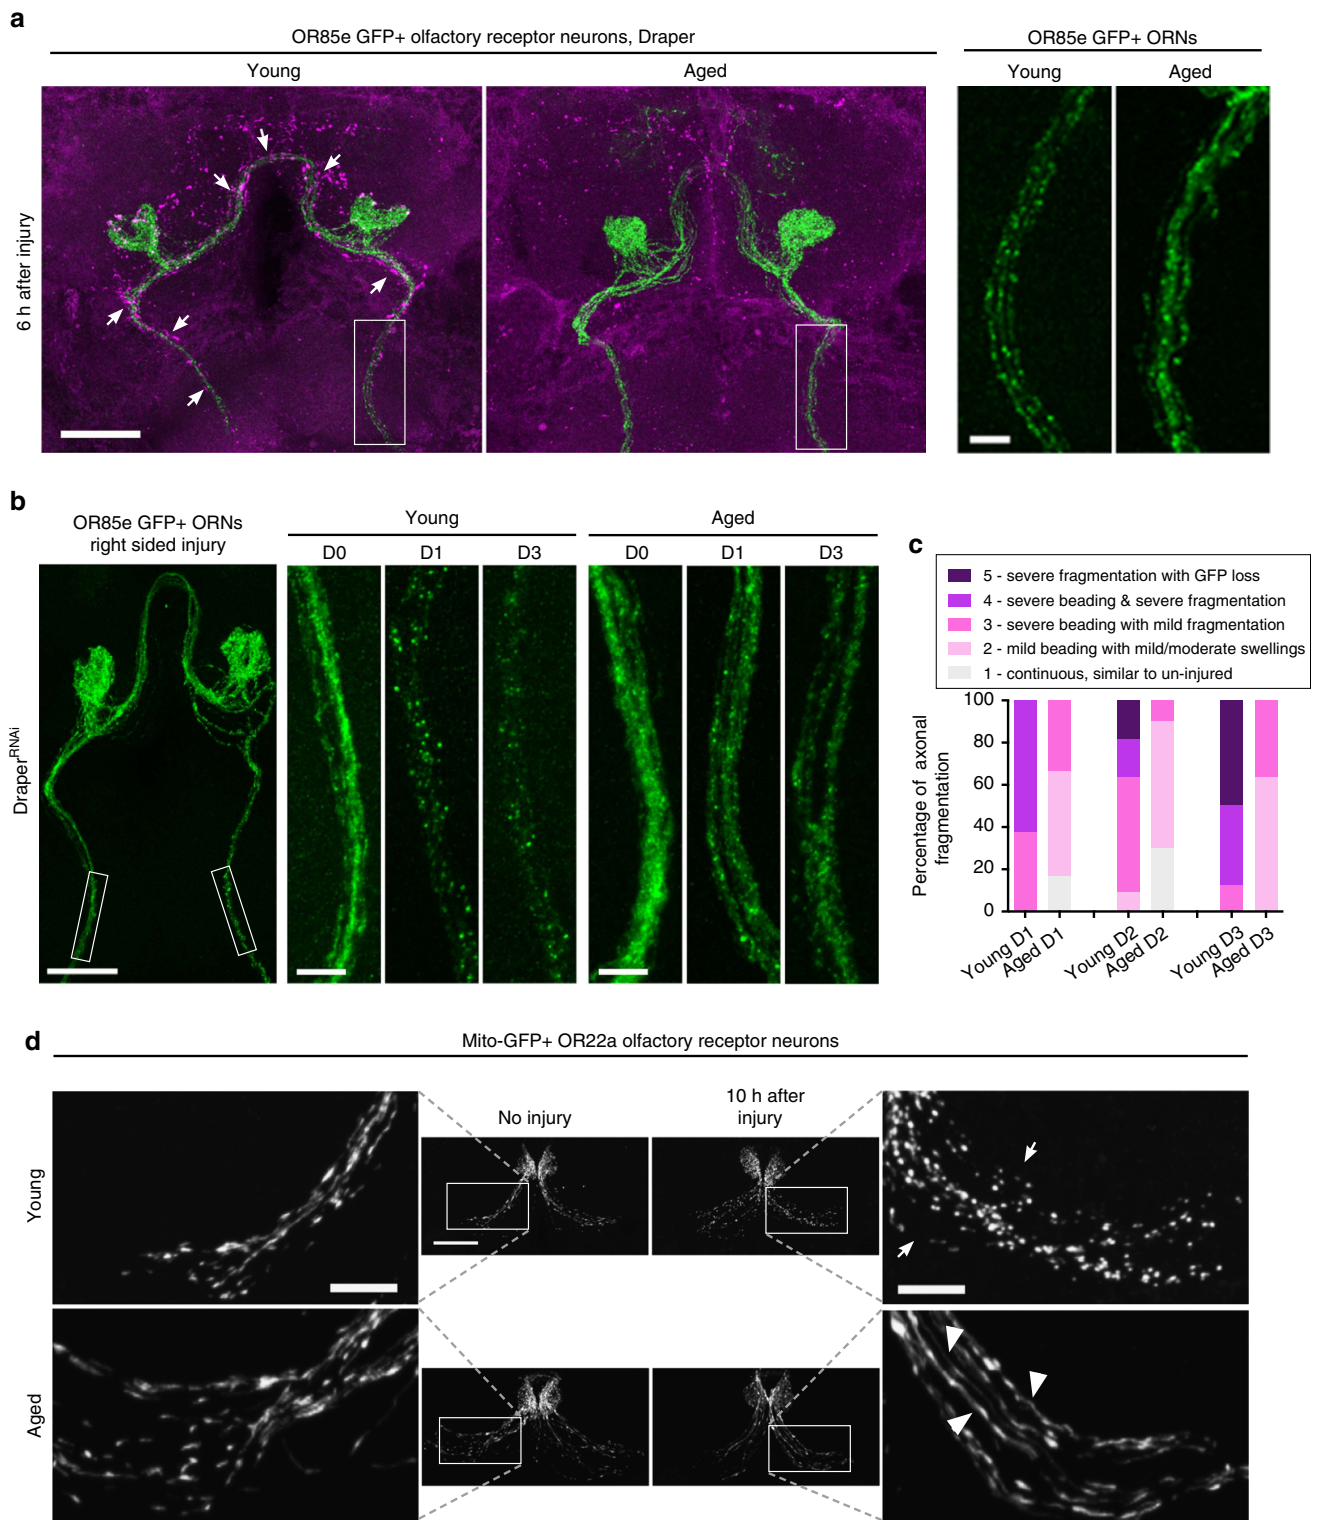 a
OR85e GFP+ olfactory receptor neurons, Draper
OR85e GFP+ ORNs
Young
Aged
Young
Aged
6 h after injury
b
OR85e GFP+ ORNs
right sided injury
Young
Aged
D0
D1
D3
D0
D1
D3
Draper^RNAi
c
5 - severe fragmentation with GFP loss
4 - severe beading & severe fragmentation
3 - severe beading with mild fragmentation
2 - mild beading with mild/moderate swellings
1 - continuous, similar to un-injured
Percentage of axonal
fragmentation
100
80
60
40
20
0
Young D1
Aged D1
Young D2
Aged D2
Young D3
Aged D3
d
Mito-GFP+ OR22a olfactory receptor neurons
No injury
10 h after
injury
Young
Aged